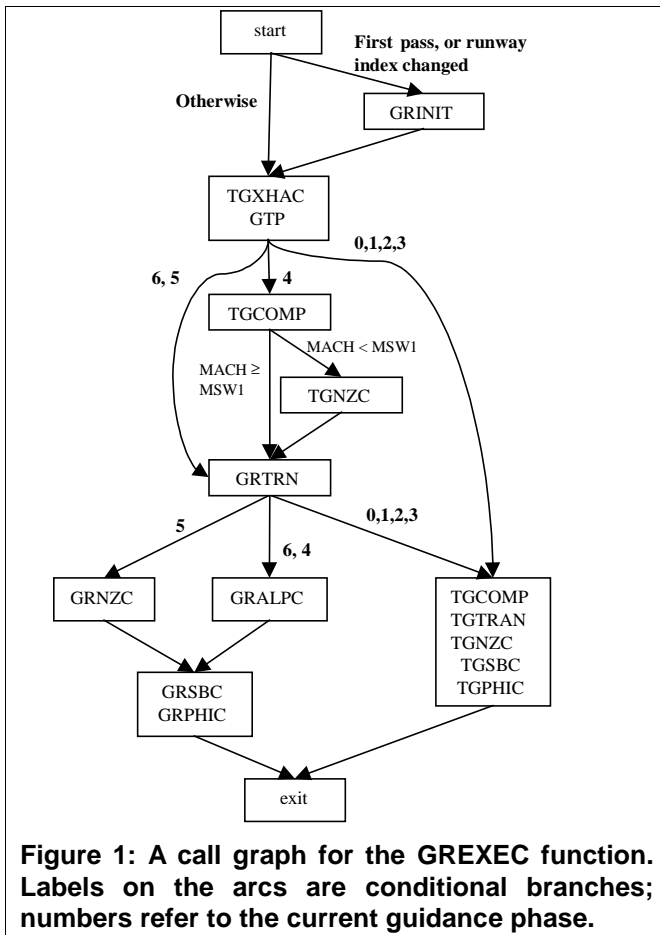 start
First pass, or runway
index changed
Otherwise
GRINIT
TGXHAC
GTP
0,1,2,3
6, 5
4
TGCOMP
MACH < MSW1
MACH ≥
MSW1
TGNZC
GRTRN
5
6, 4
0,1,2,3
GRNZC
GRALPC
TGCOMP
TGTRAN
TGNZC
TGSBC
TGPHIC
GRSBC
GRPHIC
exit
Figure 1: A call graph for the GREXEC function.
Labels on the arcs are conditional branches;
numbers refer to the current guidance phase.